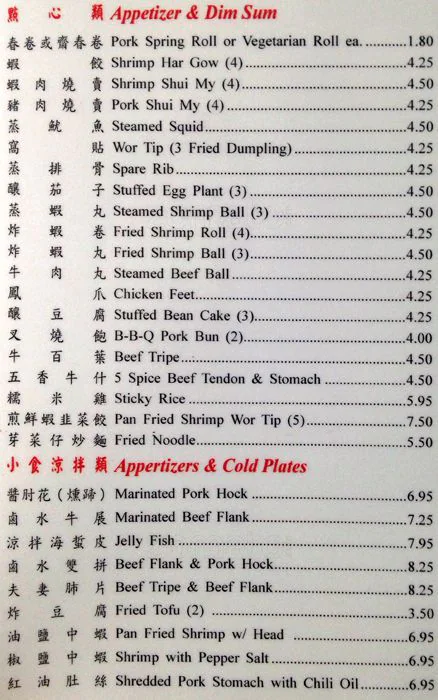 點心類 Appetizer & Dim Sum
春卷或齋春卷 Pork Spring Roll or Vegetarian Roll ea. ...........1.80
蝦餃 Shrimp Har Gow (4)..........................................4.25
蝦肉燒賣 Shrimp Shui My (4)..........................................4.50
豬肉燒賣 Pork Shui My (4).............................................4.25
蒸魷魚 Steamed Squid.................................................4.50
窩貼 Wor Tip (3 Fried Dumpling)............................4.25
蒸排骨 Spare Rib.......................................................4.25
釀茄子 Stuffed Egg Plant (3).......................................4.50
蒸蝦丸 Steamed Shrimp Ball (3)..................................4.50
炸蝦卷 Fried Shrimp Roll (4).......................................4.25
炸蝦丸 Fried Shrimp Ball (3).......................................4.50
牛肉丸 Steamed Beef Ball...........................................4.25
鳳爪 Chicken Feet...................................................4.25
釀豆腐 Stuffed Bean Cake (3).....................................4.25
叉燒飽 B-B-Q Pork Bun (2)........................................4.00
牛百葉 Beef Tripe......................................................4.50
五香牛什 5 Spice Beef Tendon & Stomach ......................4.50
糯米雞 Sticky Rice....................................................5.95
煎鮮蝦韭菜餃 Pan Fried Shrimp Wor Tip (5)..........................7.50
芽菜仔炒麵 Fried Noodle..................................................5.50
小食涼拌類 Appertizers & Cold Plates
醬肘花(燻蹄) Marinated Pork Hock .....................................6.95
鹵水牛展 Marinated Beef Flank.....................................7.25
涼拌海蜇皮 Jelly Fish ......................................................7.95
鹵水雙拼 Beef Flank & Pork Hock..................................8.25
夫妻肺片 Beef Tripe & Beef Flank..................................8.25
炸豆腐 Fried Tofu (2) ................................................3.50
油鹽中蝦 Pan Fried Shrimp w/ Head ..............................6.95
椒鹽中蝦 Shrimp with Pepper Salt..................................6.95
紅油肚絲 Shredded Pork Stomach with Chili Oil..............6.95